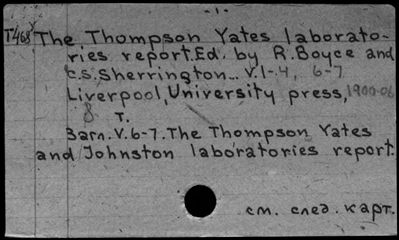 - 1 -
T468 The Thompson Yates laborato-
ries report. Ed. by R. Boyce and
C.S. Sherrington... V. 1-4, 6-7
Liverpool, University press, 1900-06
8 T.
Загл. V. 6-7. The Thompson Yates
and Johnston laboratories report.
см. след. карт.